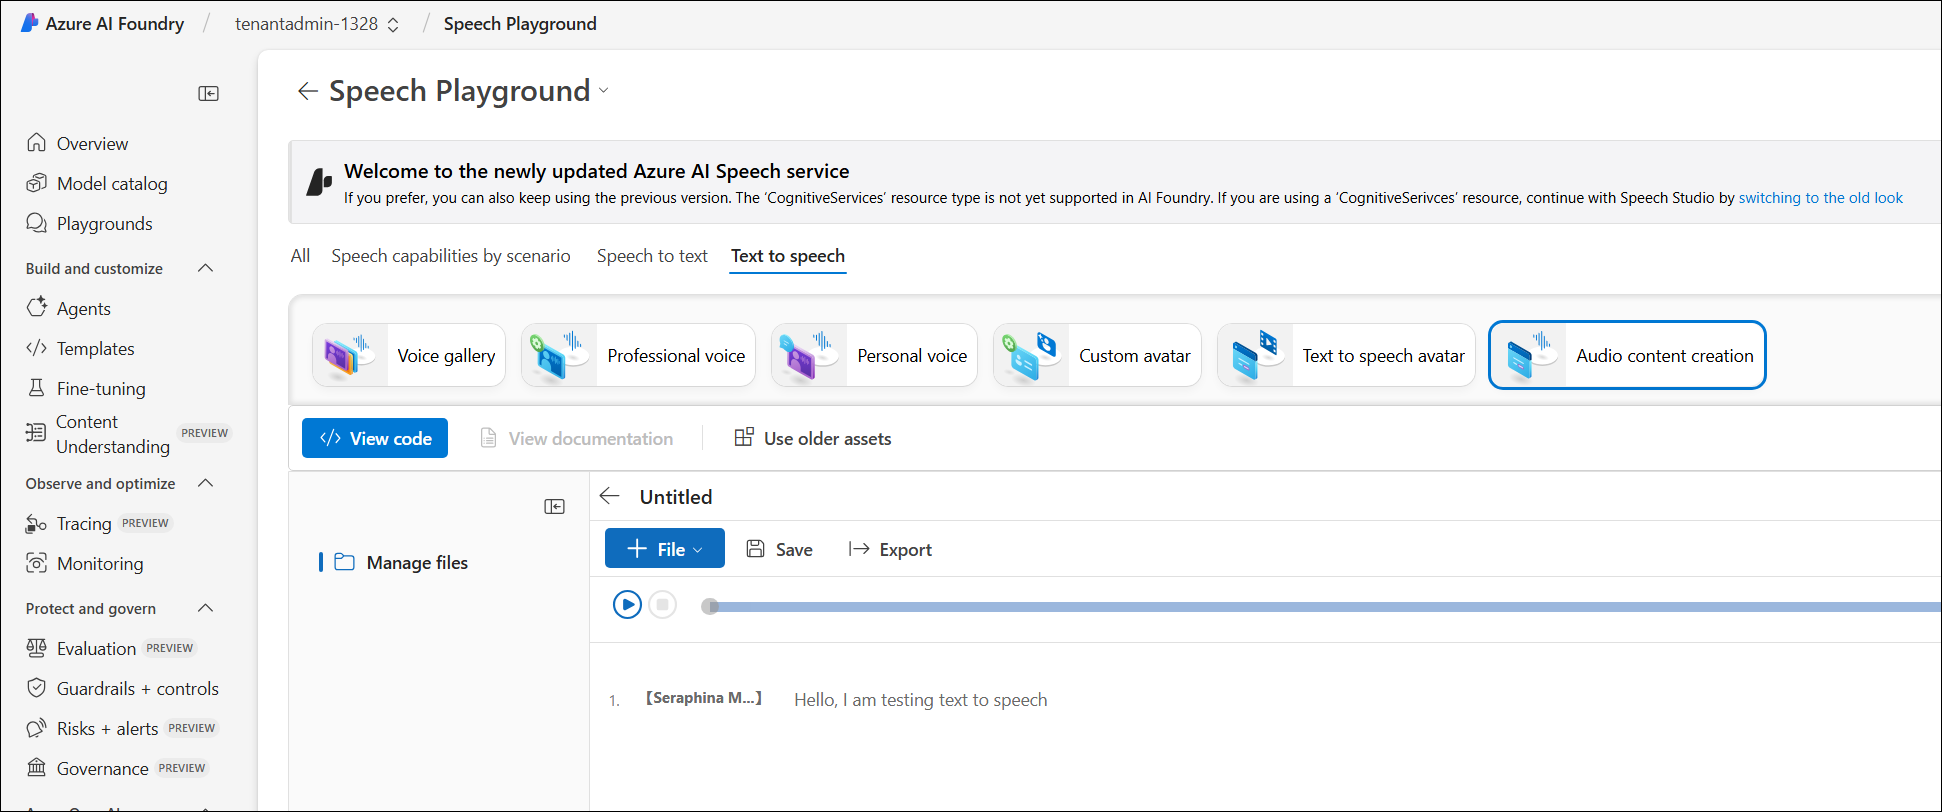 Azure AI Foundry / tenantadmin-1328 / Speech Playground
Speech Playground
Overview
Model catalog
Playgrounds
Build and customize
Agents
Templates
Fine-tuning
Content
Understanding PREVIEW
Observe and optimize
Tracing PREVIEW
Monitoring
Protect and govern
Evaluation PREVIEW
Guardrails + controls
Risks + alerts PREVIEW
Governance PREVIEW
Welcome to the newly updated Azure AI Speech service
If you prefer, you can also keep using the previous version. The ‘CognitiveServices’ resource type is not yet supported in AI Foundry. If you are using a ‘CognitiveSerivces’ resource, continue with Speech Studio by switching to the old look
All Speech capabilities by scenario Speech to text Text to speech
Voice gallery Professional voice Personal voice Custom avatar Text to speech avatar Audio content creation
</> View code View documentation Use older assets
Manage files
Untitled
+ File Save Export
1. 【Seraphina M...】 Hello, I am testing text to speech